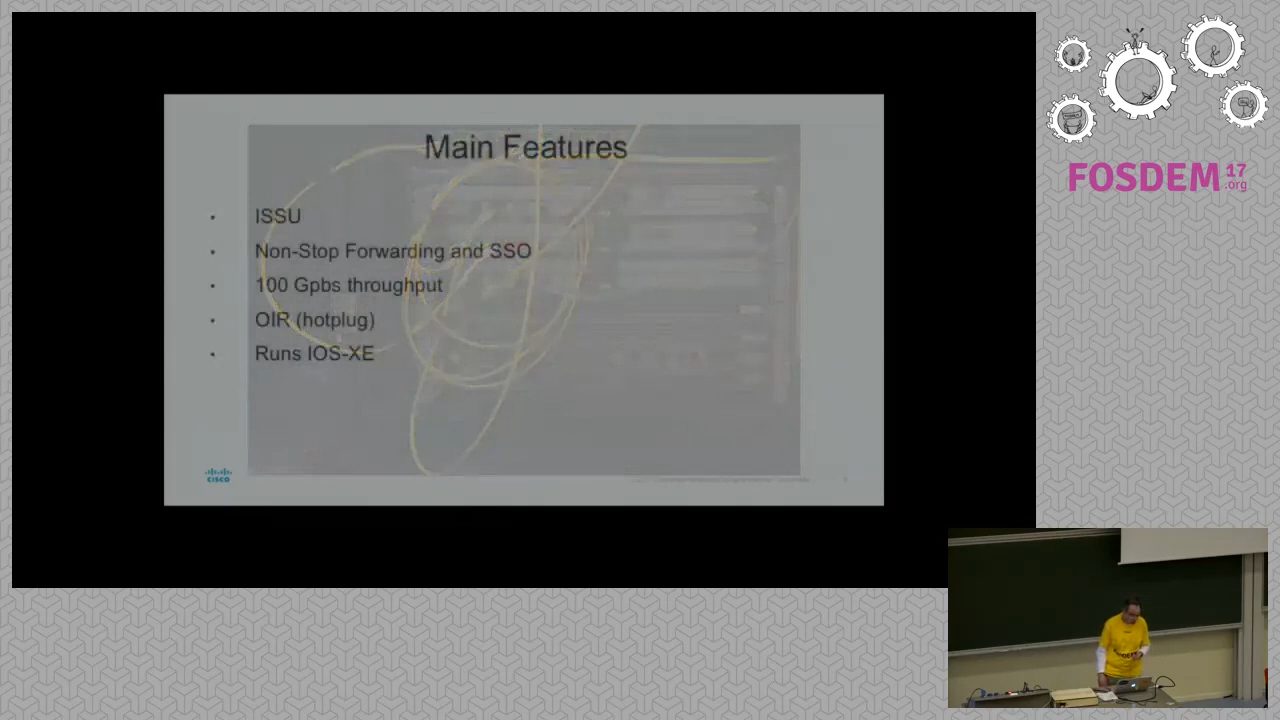 Main Features
ISSU
Non-Stop Forwarding and SSO
100 Gpbs throughput
OIR (hotplug)
Runs IOS-XE
CISCO
FOSDEM 17
.org